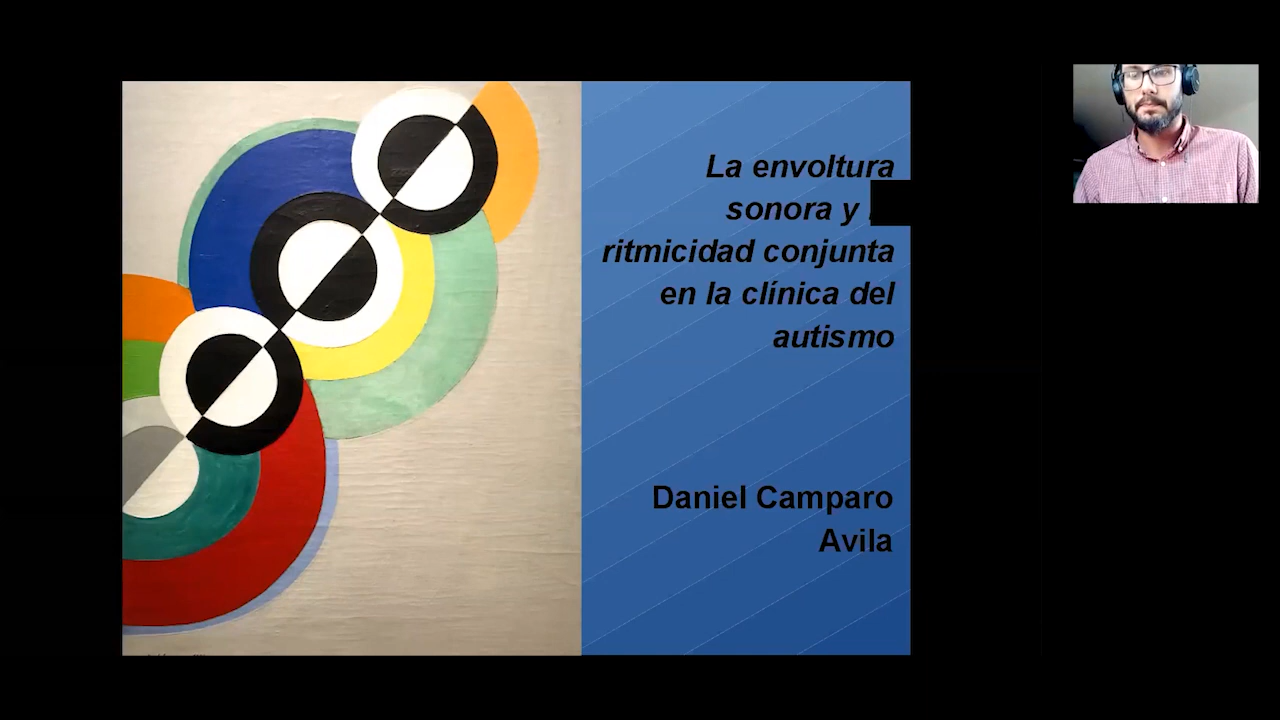 La envoltura
sonora y
ritmicidad conjunta
en la clínica del
autismo
Daniel Camparo
Avila